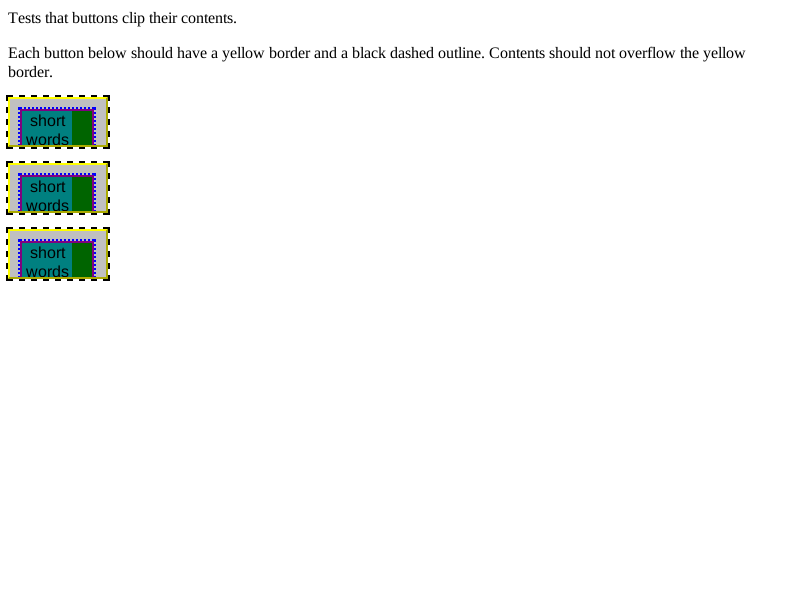 Tests that buttons clip their contents.
Each button below should have a yellow border and a black dashed outline. Contents should not overflow the yellow
border.
short
words
short
words
short
words